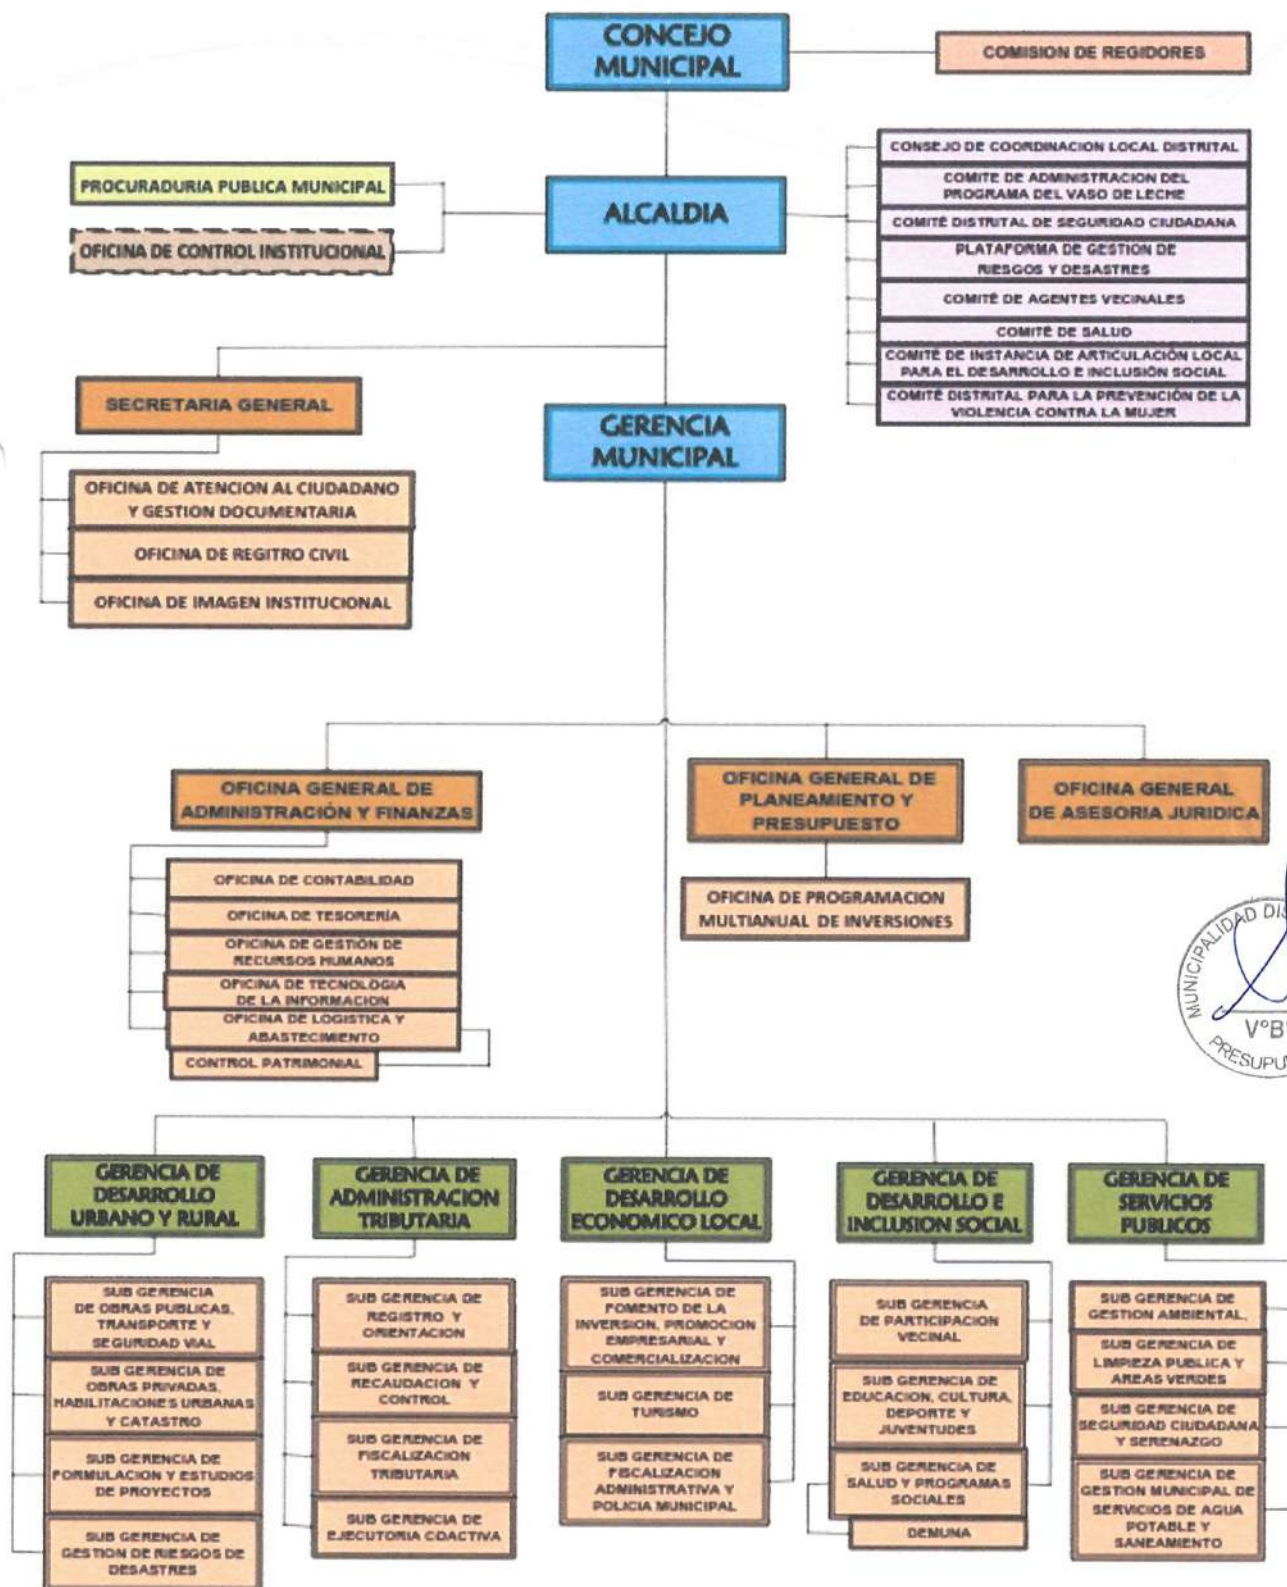 CONCEJO
MUNICIPAL
COMISION DE REGIDORES
CONSEJO DE COORDINACION LOCAL DISTRITAL
PROCURADURIA PUBLICA MUNICIPAL
COMITE DE ADMINISTRACION DEL
PROGRAMA DEL VASO DE LECHE
ALCALDIA
COMITÉ DISTRITAL DE SEGURIDAD CIUDADANA
OFICINA DE CONTROL INSTITUCIONAL
PLATAFORMA DE GESTION DE
RIESGOS Y DESASTRES
COMITÉ DE AGENTES VECINALES
COMITÉ DE SALUD
COMITÉ DE INSTANCIA DE ARTICULACIÓN LOCAL
PARA EL DESARROLLO E INCLUSIÓN SOCIAL
COMITÉ DISTRITAL PARA LA PREVENCIÓN DE LA
VIOLENCIA CONTRA LA MUJER
SECRETARIA GENERAL
GERENCIA
MUNICIPAL
OFICINA DE ATENCION AL CIUDADANO
Y GESTION DOCUMENTARIA
OFICINA DE REGITRO CIVIL
OFICINA DE IMAGEN INSTITUCIONAL
OFICINA GENERAL DE
ADMINISTRACIÓN Y FINANZAS
OFICINA GENERAL DE
PLANEAMIENTO Y
PRESUPUESTO
OFICINA GENERAL
DE ASESORIA JURIDICA
OFICINA DE CONTABILIDAD
OFICINA DE TESORERÍA
OFICINA DE GESTIÓN DE
RECURSOS HUMANOS
OFICINA DE TECNOLOGIA
DE LA INFORMACION
OFICINA DE LOGISTICA Y
ABASTECIMIENTO
CONTROL PATRIMONIAL
OFICINA DE PROGRAMACION
MULTIANUAL DE INVERSIONES
MUNICIPALIDAD DIS
V°B°
PRESUPU
GERENCIA DE
DESARROLLO
URBANO Y RURAL
GERENCIA DE
ADMINISTRACION
TRIBUTARIA
GERENCIA DE
DESARROLLO
ECONOMICO LOCAL
GERENCIA DE
DESARROLLO E
INCLUSION SOCIAL
GERENCIA DE
SERVICIOS
PUBLICOS
SUB GERENCIA
DE OBRAS PUBLICAS,
TRANSPORTE Y
SEGURIDAD VIAL
SUB GERENCIA DE
OBRAS PRIVADAS,
HABILITACIONES URBANAS
Y CATASTRO
SUB GERENCIA DE
FORMULACION Y ESTUDIOS
DE PROYECTOS
SUB GERENCIA DE
GESTION DE RIESGOS DE
DESASTRES
SUB GERENCIA DE
REGISTRO Y
ORIENTACION
SUB GERENCIA DE
RECAUDACION Y
CONTROL
SUB GERENCIA DE
FISCALIZACION
TRIBUTARIA
SUB GERENCIA DE
EJECUTORIA COACTIVA
SUB GERENCIA DE
FOMENTO DE LA
INVERSION, PROMOCION
EMPRESARIAL Y
COMERCIALIZACION
SUB GERENCIA DE
TURISMO
SUB GERENCIA DE
FISCALIZACION
ADMINISTRATIVA Y
POLICIA MUNICIPAL
SUB GERENCIA
DE PARTICIPACION
VECINAL
SUB GERENCIA DE
EDUCACION, CULTURA,
DEPORTE Y
JUVENTUDES
SUB GERENCIA DE
SALUD Y PROGRAMAS
SOCIALES
DEMUNA
SUB GERENCIA DE
GESTION AMBIENTAL,
SUB GERENCIA DE
LIMPIEZA PUBLICA Y
AREAS VERDES
SUB GERENCIA DE
SEGURIDAD CIUDADANA
Y SERENAZGO
SUB GERENCIA DE
GESTION MUNICIPAL DE
SERVICIOS DE AGUA
POTABLE Y
SANEAMIENTO